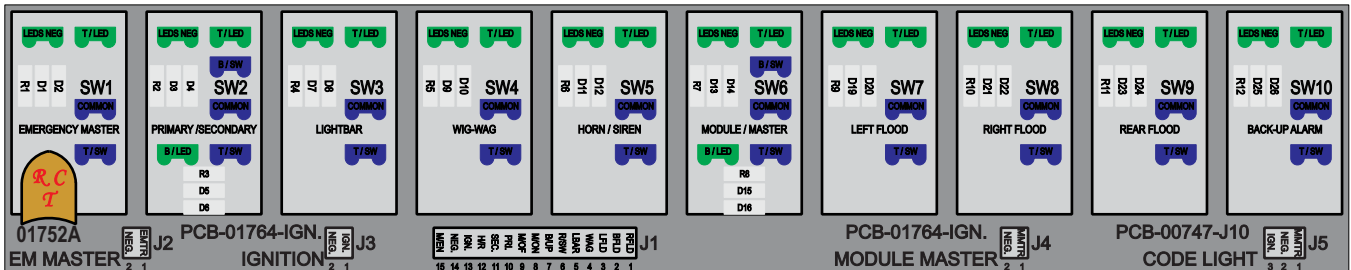 LEDS NEG T / LED
R1 D1 D2 SW1
COMMON
EMERGENCY MASTER
T / SW
R C
T
LEDS NEG T / LED
B / SW
R2 D3 D4 SW2
COMMON
PRIMARY /SECONDARY
B / LED T / SW
R3
D5
D6
LEDS NEG T / LED
R4 D7 D8 SW3
COMMON
LIGHTBAR
T / SW
LEDS NEG T / LED
R5 D9 D10 SW4
COMMON
WIG-WAG
T / SW
LEDS NEG T / LED
R6 D11 D12 SW5
COMMON
HORN / SIREN
T / SW
LEDS NEG T / LED
B / SW
R7 D13 D14 SW6
COMMON
MODULE / MASTER
B / LED T / SW
R8
D15
D16
LEDS NEG T / LED
R9 D19 D20 SW7
COMMON
LEFT FLOOD
T / SW
LEDS NEG T / LED
R10 D21 D22 SW8
COMMON
RIGHT FLOOD
T / SW
LEDS NEG T / LED
R11 D23 D24 SW9
COMMON
REAR FLOOD
T / SW
LEDS NEG T / LED
R12 D25 D26 SW10
COMMON
BACK-UP ALARM
T / SW
01752A
EM MASTER
NEG. EMTR J2
2 1
PCB-01764-IGN.
IGNITION
NEG. IGN. J3
2 1
MEN NEG. IGN. HR SEC. PRI. MOF MON BUP RSW LBAR WAG LFLD BFLD RFLD J1
15 14 13 12 11 10 9 8 7 6 5 4 3 2 1
PCB-01764-IGN.
MODULE MASTER
NEG. MMTR J4
2 1
PCB-00747-J10
CODE LIGHT
IGN. NEG. MMTR J5
3 2 1